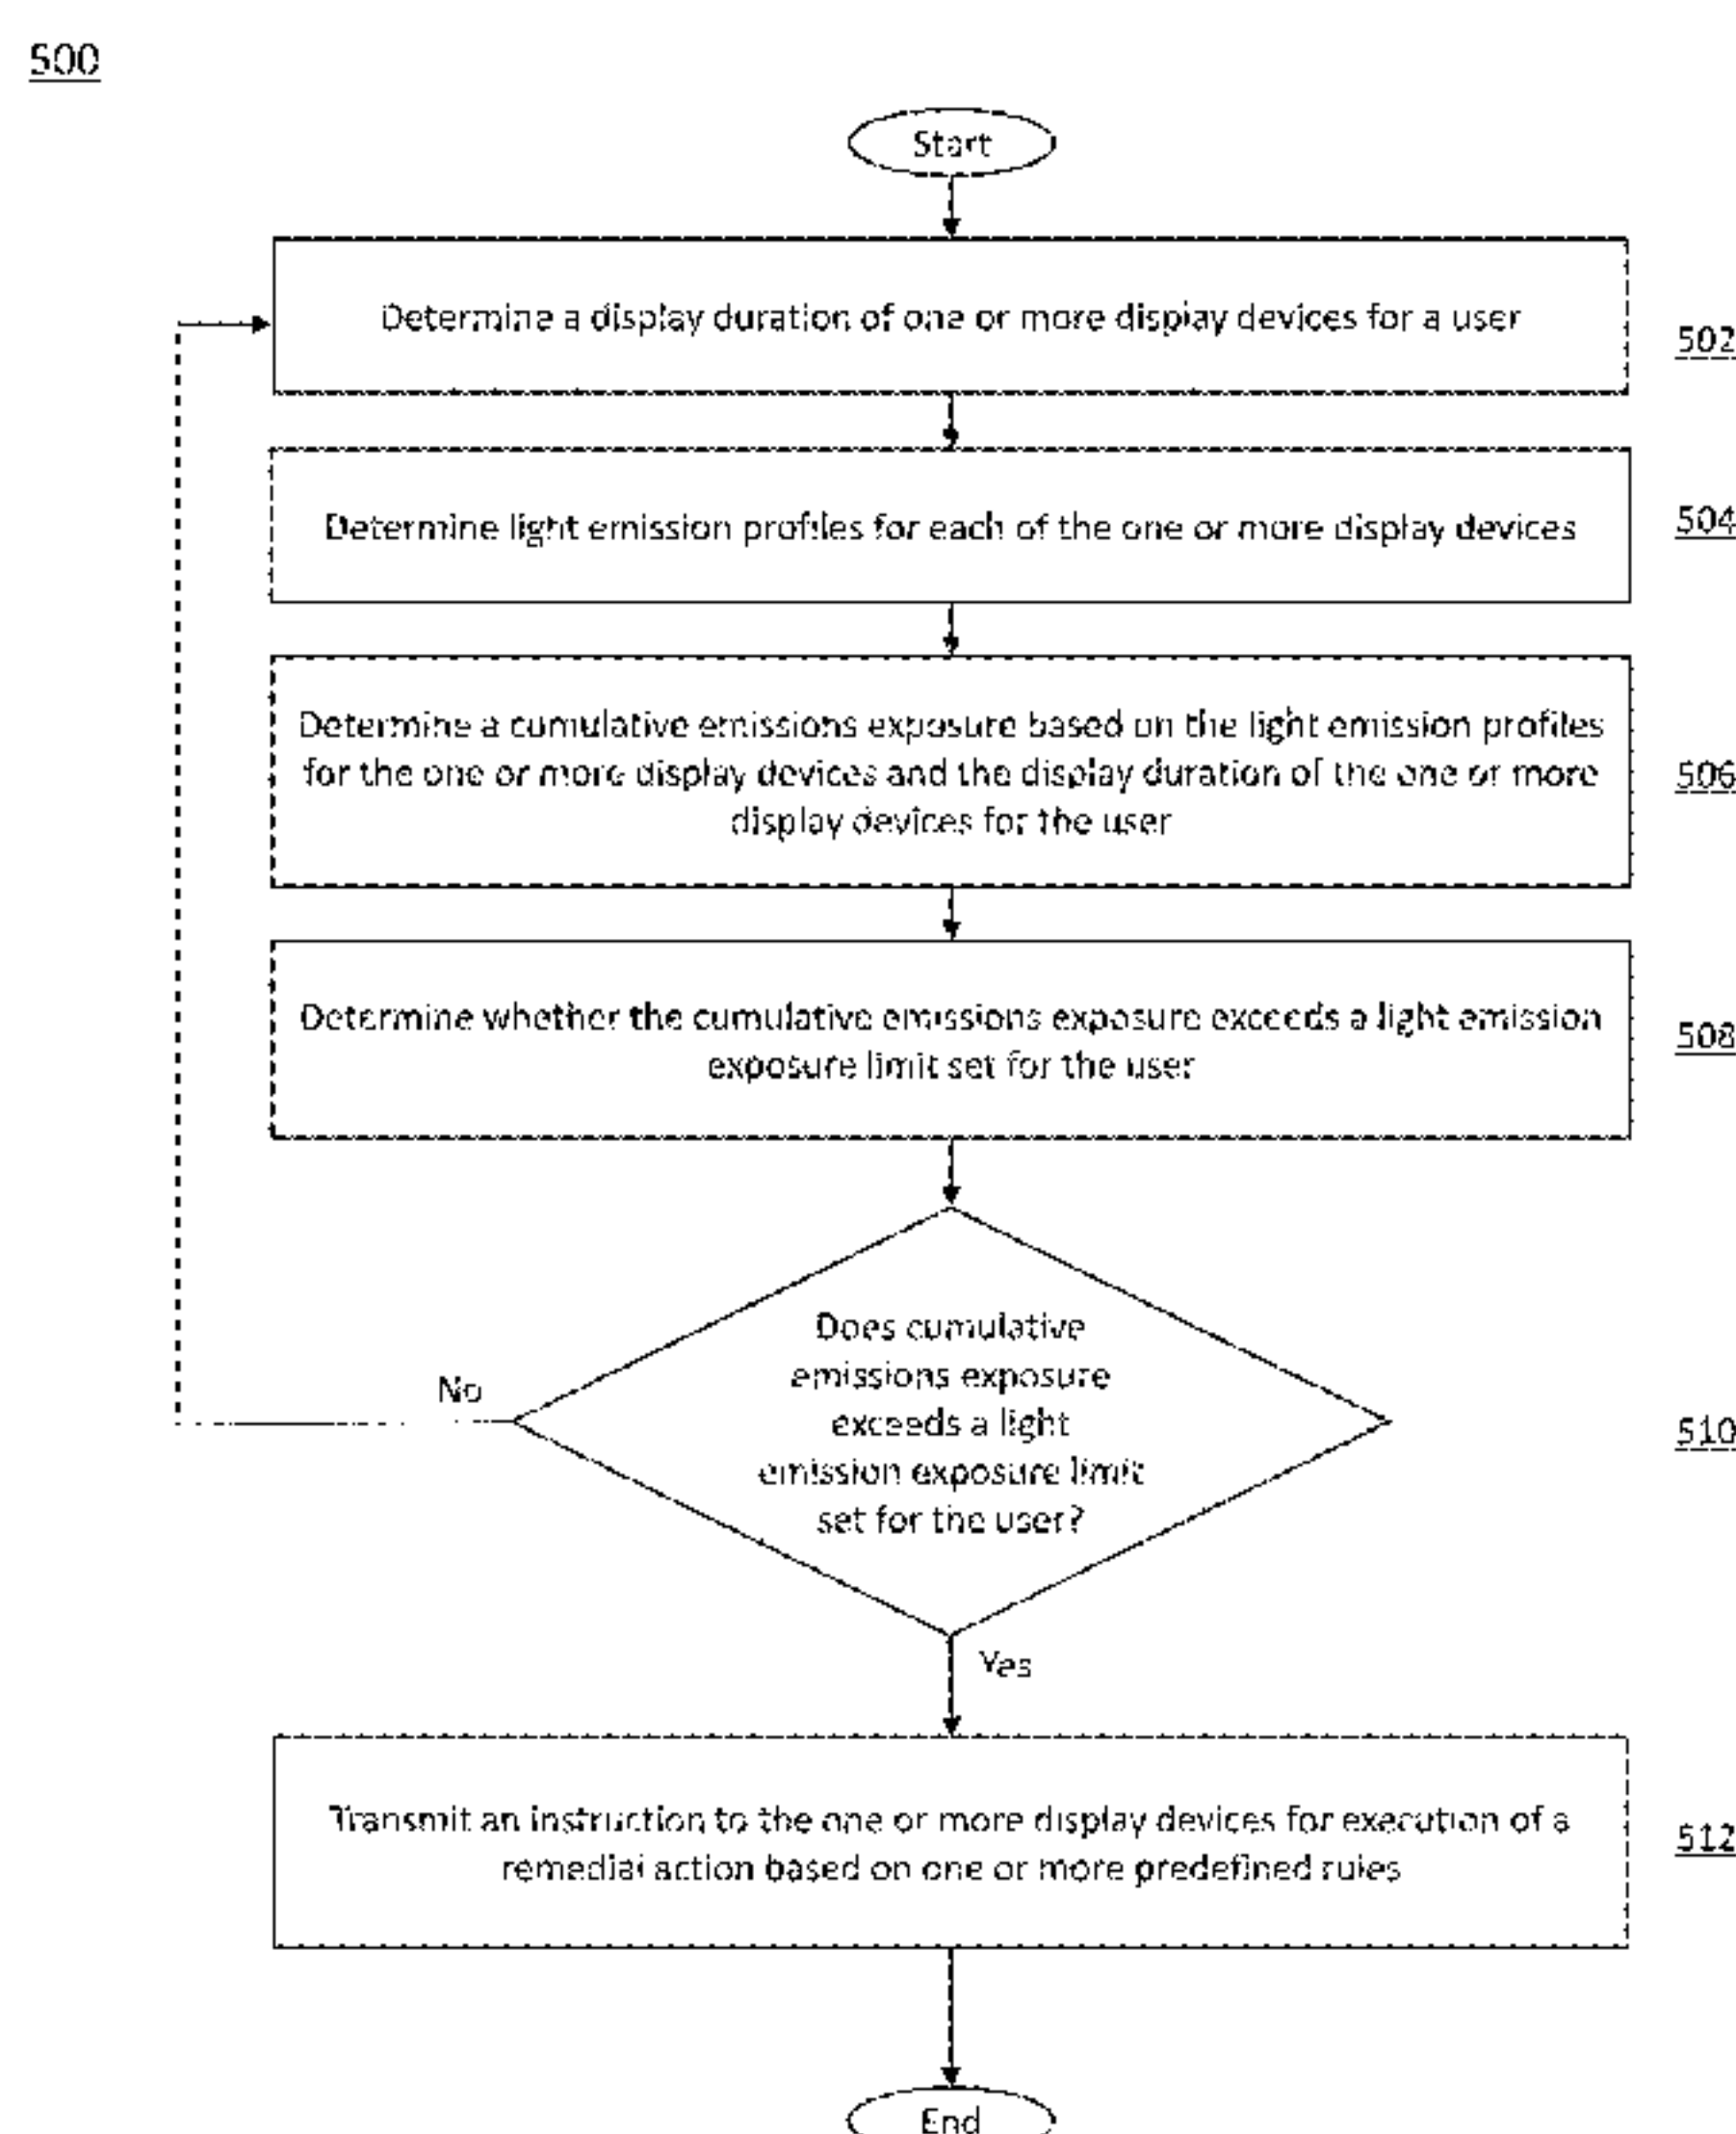 500
Start
Determine a display duration of one or more display devices for a user
502
Determine light emission profiles for each of the one or more display devices
504
Determine a cumulative emissions exposure based on the light emission profiles
for the one or more display devices and the display duration of the one or more
display devices for the user
506
Determine whether the cumulative emissions exposure exceeds a light emission
exposure limit set for the user
508
Does cumulative
emissions exposure
exceeds a light
emission exposure limit
set for the user?
No
510
Yes
Transmit an instruction to the one or more display devices for execution of a
remedial action based on one or more predefined rules
512
End